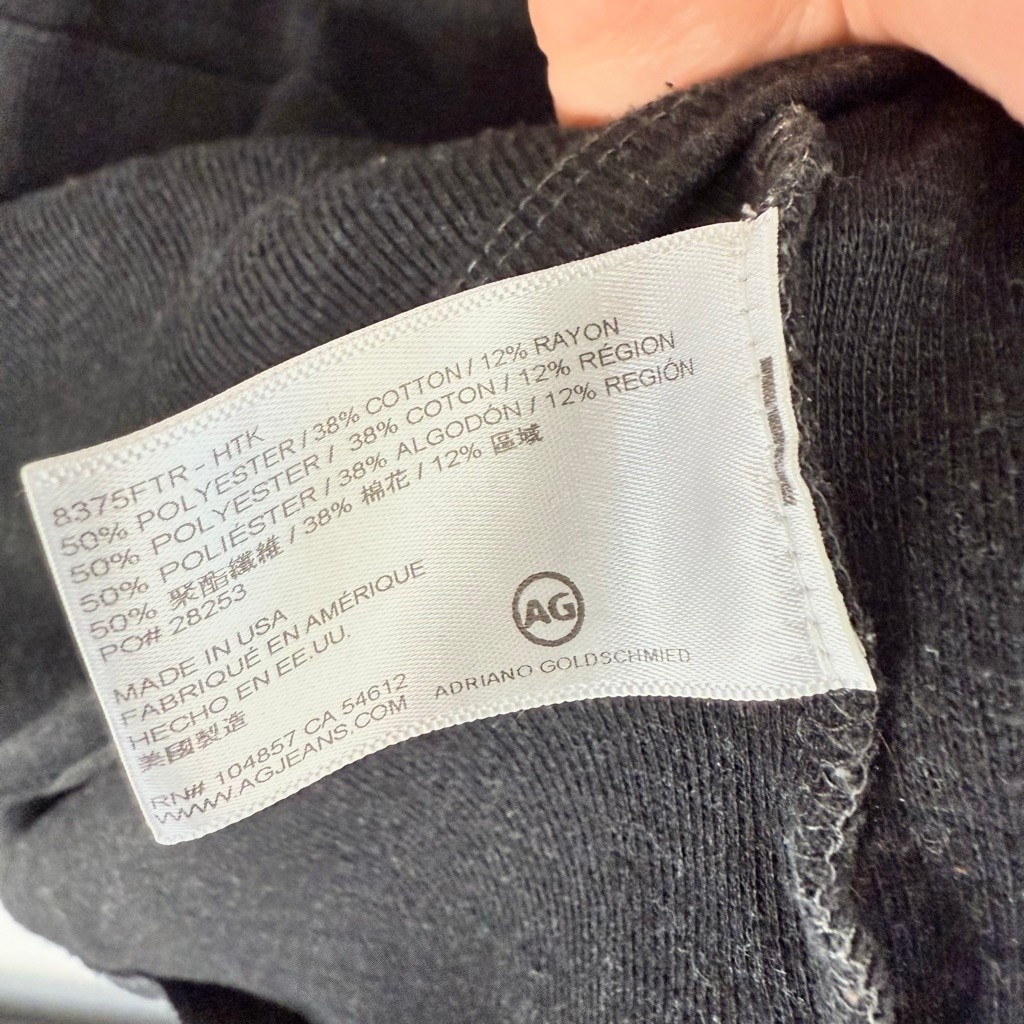 8375FTR - HTK
50% POLYESTER / 38% COTTON / 12% RAYON
50% POLYESTER / 38% COTON / 12% RÉGION
50% POLIÉSTER / 38% ALGODÓN / 12% REGIÓN
50% 聚酯纖維 / 38% 棉花 / 12% 區域
PO# 28253
MADE IN USA
FABRIQUÉ EN AMÉRIQUE
HECHO EN EE.UU.
美國製造
RN# 104857 CA 54612
WWW.AGJEANS.COM
AG
ADRIANO GOLDSCHMIED